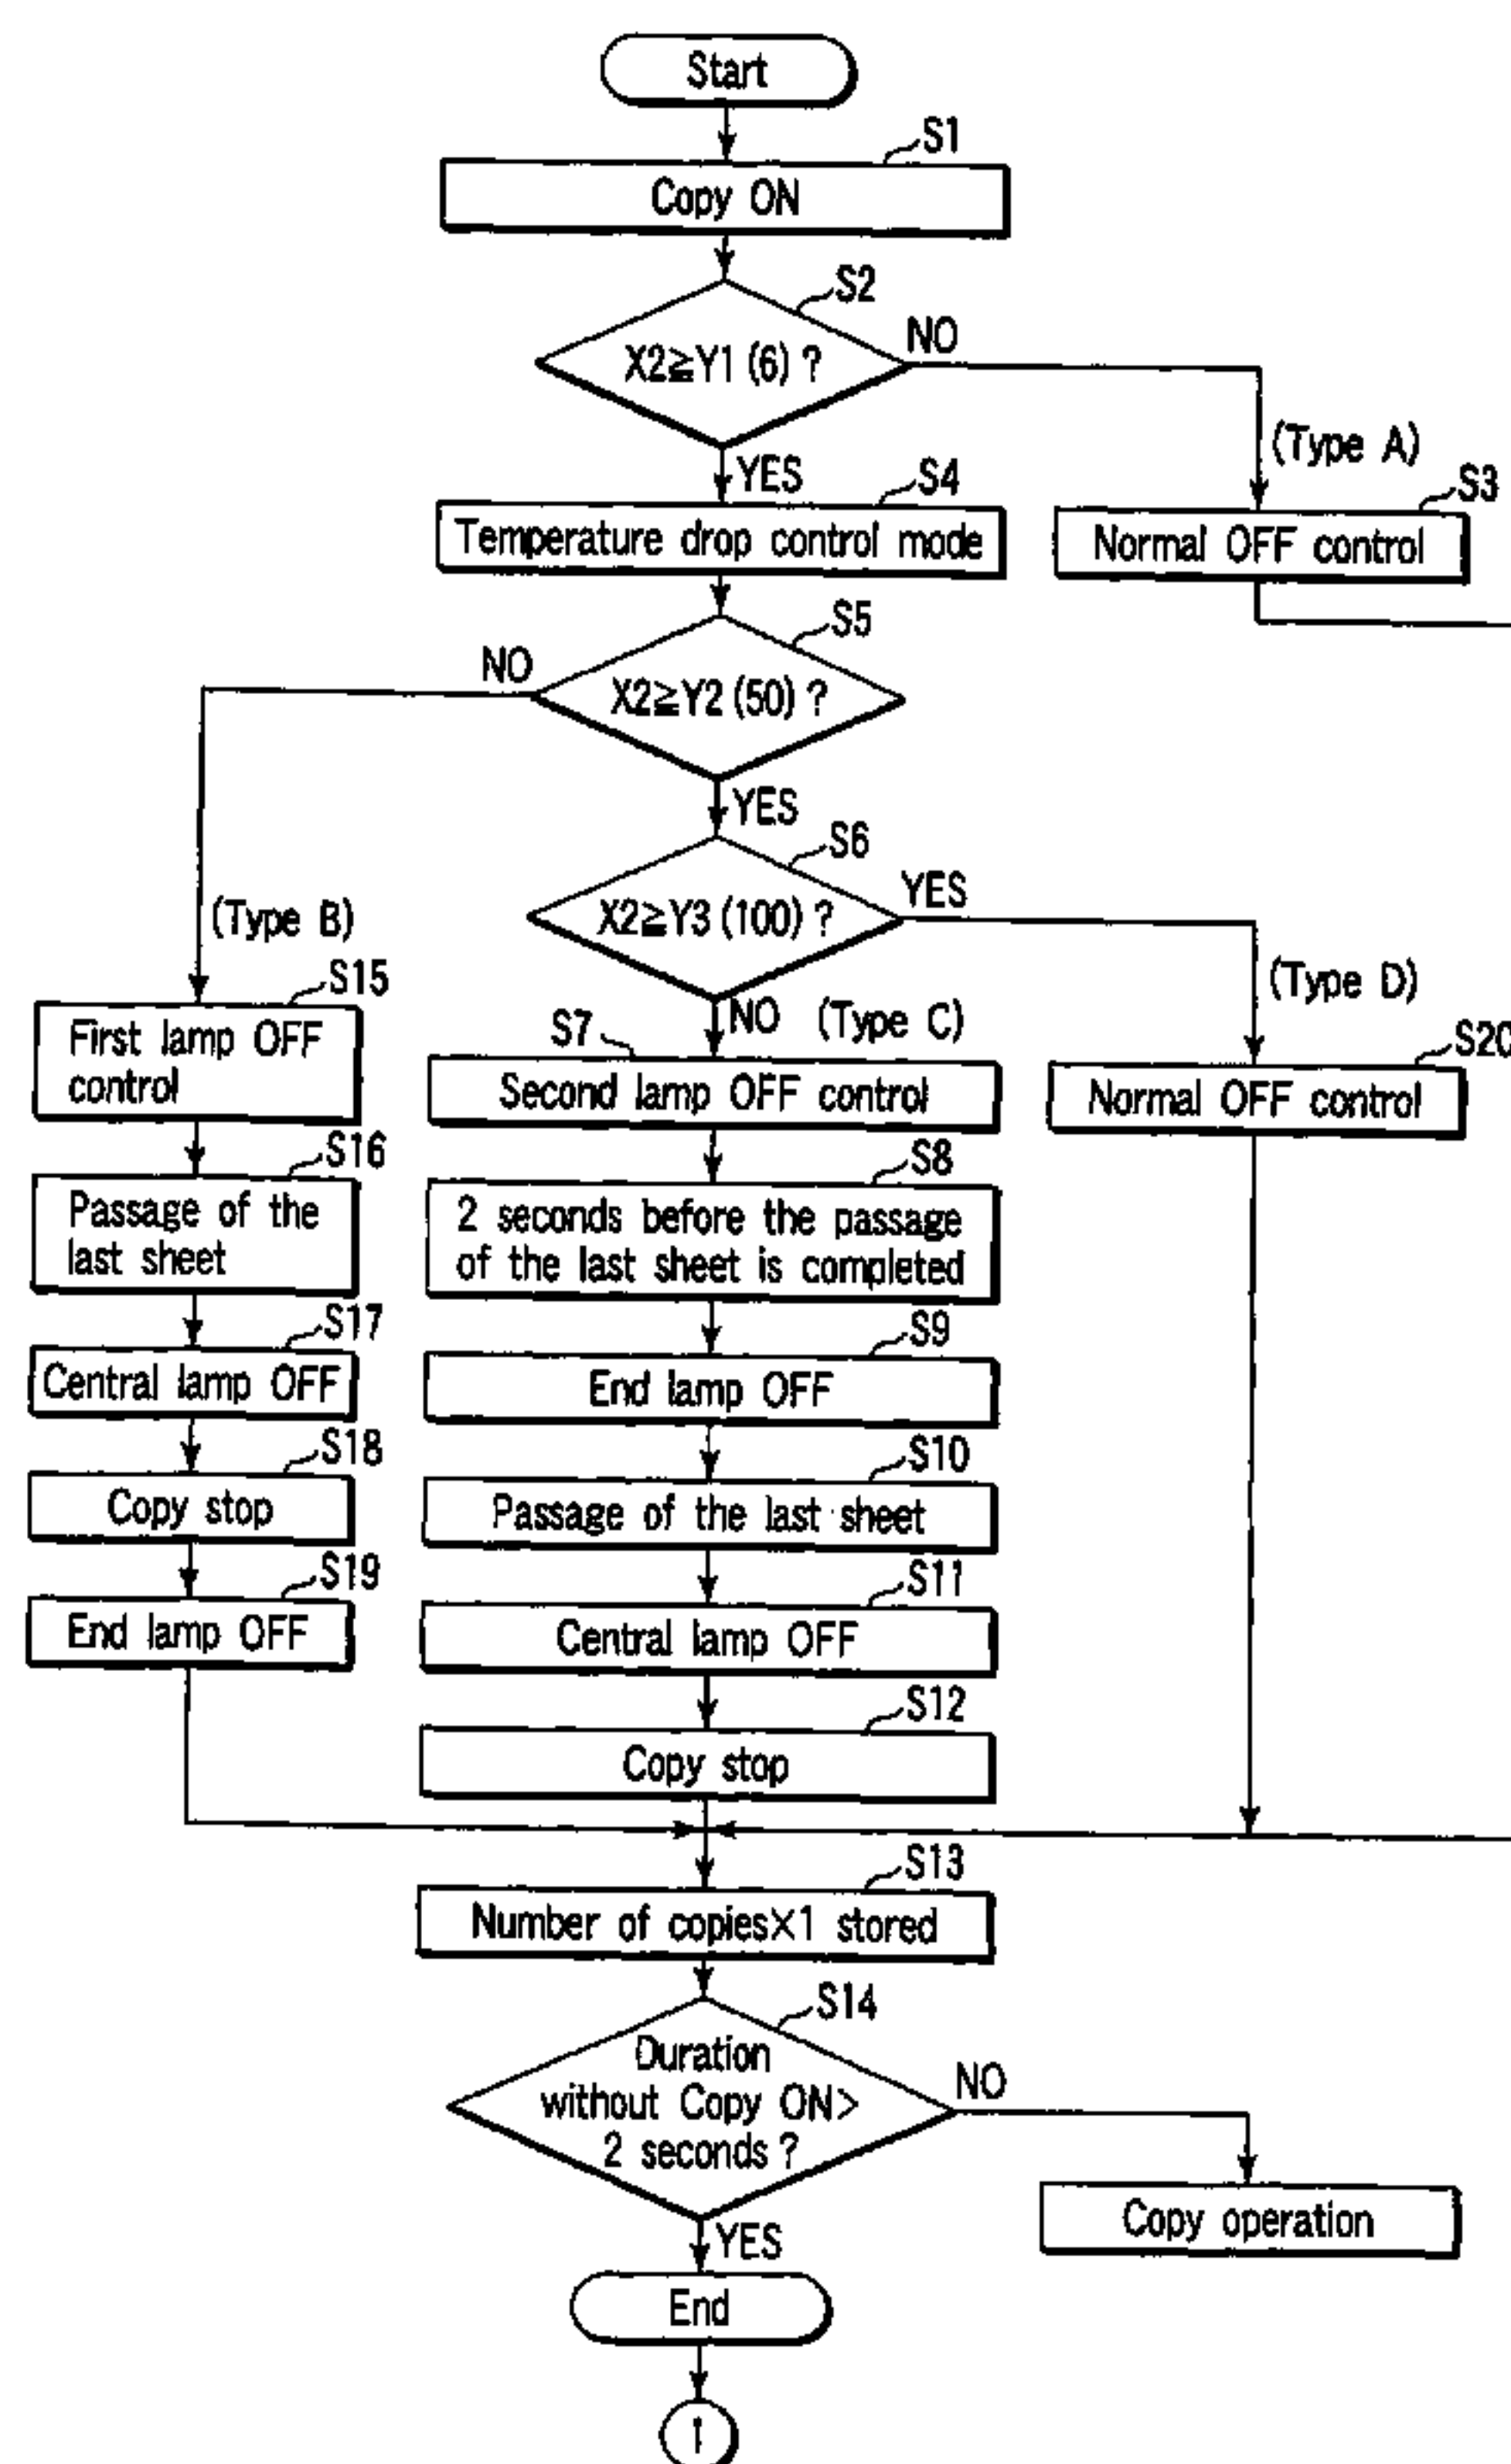 Start
S1
Copy ON
S2
X2≧Y1 (6) ?
NO
(Type A)
YES
S4
Temperature drop control mode
S3
Normal OFF control
S5
NO
X2≧Y2 (50) ?
YES
S6
X2≧Y3 (100) ?
YES
(Type B)
(Type D)
NO (Type C)
S15
First lamp OFF
control
S7
Second lamp OFF control
S20
Normal OFF control
S16
Passage of the
last sheet
S8
2 seconds before the passage
of the last sheet is completed
S17
Central lamp OFF
S9
End lamp OFF
S18
Copy stop
S10
Passage of the last sheet
S19
End lamp OFF
S11
Central lamp OFF
S12
Copy stop
S13
Number of copies×1 stored
S14
Duration
without Copy ON>
2 seconds ?
NO
Copy operation
YES
End
1